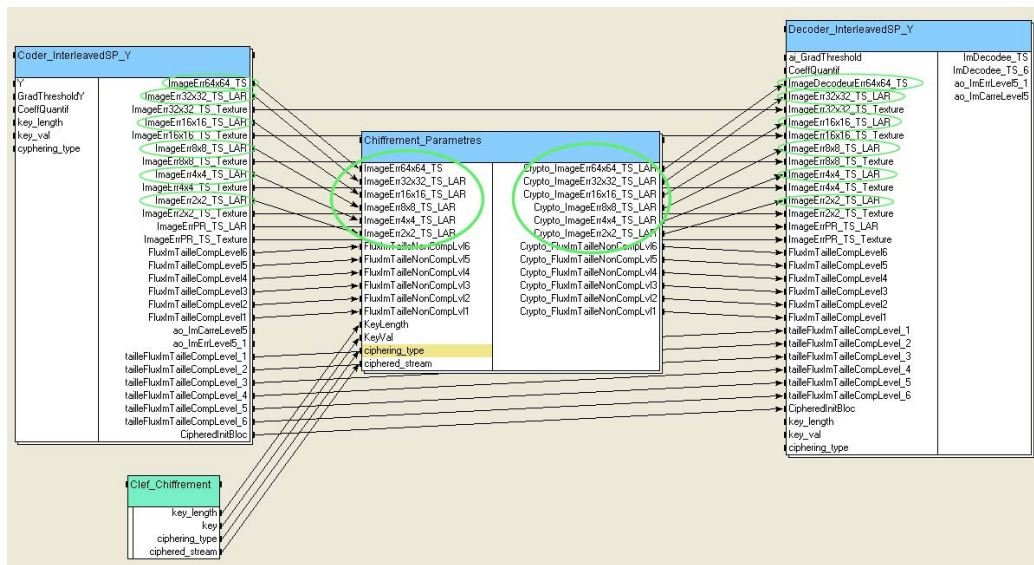 Coder_InterleavedSP_Y
Y
GradThresholdY
CoeffQuantif
key_length
key_val
cyphering_type
ImageErr64x64_TS
ImageErr32x32_TS_LAR
ImageErr32x32_TS_Texture
ImageErr16x16_TS_LAR
ImageErr16x16_TS_Texture
ImageErr8x8_TS_LAR
ImageErr8x8_TS_Texture
ImageErr4x4_TS_LAR
ImageErr4x4_TS_Texture
ImageErr2x2_TS_LAR
ImageErr2x2_TS_Texture
ImageErrPR_TS_LAR
ImageErrPR_TS_Texture
FluxImTailleCompLevel6
FluxImTailleCompLevel5
FluxImTailleCompLevel4
FluxImTailleCompLevel3
FluxImTailleCompLevel2
FluxImTailleCompLevel1
ao_ImCarreLevel5
ao_ImErrLevel5_1
tailleFluxImTailleCompLevel_1
tailleFluxImTailleCompLevel_2
tailleFluxImTailleCompLevel_3
tailleFluxImTailleCompLevel_4
tailleFluxImTailleCompLevel_5
tailleFluxImTailleCompLevel_6
CipheredInitBloc
Clef_Chiffrement
key_length
key
ciphering_type
ciphered_stream
Chiffrement_Parametres
ImageErr64x64_TS
ImageErr32x32_TS_LAR
ImageErr16x16_TS_LAR
ImageErr8x8_TS_LAR
ImageErr4x4_TS_LAR
ImageErr2x2_TS_LAR
FluxImTailleNonCompLvl6
FluxImTailleNonCompLvl5
FluxImTailleNonCompLvl4
FluxImTailleNonCompLvl3
FluxImTailleNonCompLvl2
FluxImTailleNonCompLvl1
KeyLength
KeyVal
ciphering_type
ciphered_stream
Crypto_ImageErr64x64_TS_LAR
Crypto_ImageErr32x32_TS_LAR
Crypto_ImageErr16x16_TS_LAR
Crypto_ImageErr8x8_TS_LAR
Crypto_ImageErr4x4_TS_LAR
Crypto_ImageErr2x2_TS_LAR
Crypto_FluxImTailleNonCompLvl6
Crypto_FluxImTailleNonCompLvl5
Crypto_FluxImTailleNonCompLvl4
Crypto_FluxImTailleNonCompLvl3
Crypto_FluxImTailleNonCompLvl2
Crypto_FluxImTailleNonCompLvl1
Decoder_InterleavedSP_Y
ai_GradThreshold
CoeffQuantif
ImageDecodeurErr64x64_TS
ImageErr32x32_TS_LAR
ImageErr32x32_TS_Texture
ImageErr16x16_TS_LAR
ImageErr16x16_TS_Texture
ImageErr8x8_TS_LAR
ImageErr8x8_TS_Texture
ImageErr4x4_TS_LAR
ImageErr4x4_TS_Texture
ImageErr2x2_TS_LAR
ImageErr2x2_TS_Texture
ImageErrPR_TS_LAR
ImageErrPR_TS_Texture
FluxImTailleCompLevel6
FluxImTailleCompLevel5
FluxImTailleCompLevel4
FluxImTailleCompLevel3
FluxImTailleCompLevel2
FluxImTailleCompLevel1
tailleFluxImTailleCompLevel_1
tailleFluxImTailleCompLevel_2
tailleFluxImTailleCompLevel_3
tailleFluxImTailleCompLevel_4
tailleFluxImTailleCompLevel_5
tailleFluxImTailleCompLevel_6
CipheredInitBloc
key_length
key_val
ciphering_type
ImDecodee_TS
ImDecodee_TS_6
ao_ImErrLevel5_1
ao_ImCarreLevel5